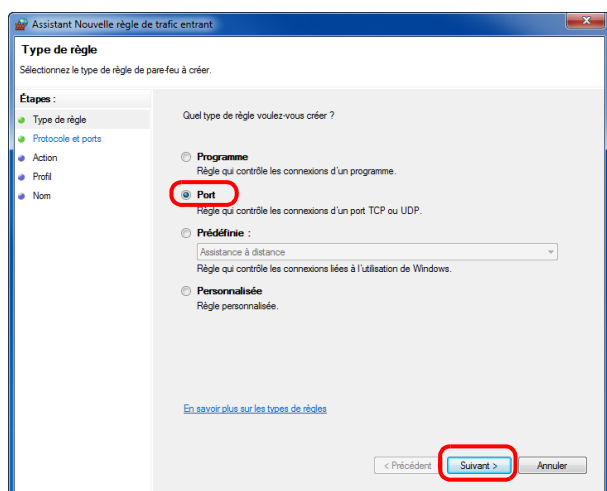 Assistant Nouvelle règle de trafic entrant
Type de règle
Sélectionnez le type de règle de pare-feu à créer.
Étapes :
Type de règle
Protocole et ports
Action
Profil
Nom
Quel type de règle voulez-vous créer ?
Programme
Règle qui contrôle les connexions d'un programme.
Port
Règle qui contrôle les connexions d'un port TCP ou UDP.
Prédéfinie :
Assistance à distance
Règle qui contrôle les connexions liées à l'utilisation de Windows.
Personnalisée
Règle personnalisée.
En savoir plus sur les types de règles
< Précédent
Suivant >
Annuler